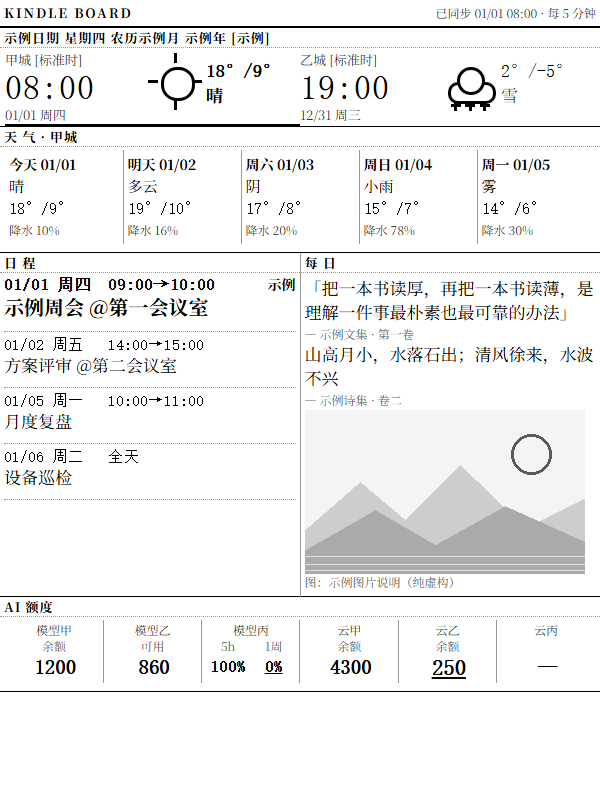 KINDLE BOARD
已同步 01/01 08:00 · 每 5 分钟
示例日期 星期四 农历示例月 示例年 [示例]
甲城 [标准时]
08:00
01/01 周四
18° /9°
晴
乙城 [标准时]
19:00
12/31 周三
2° /-5°
雪
天 气 · 甲城
今天 01/01
晴
18° /9°
降水 10%
明天 01/02
多云
19° /10°
降水 16%
周六 01/03
阴
17° /8°
降水 20%
周日 01/04
小雨
15° /7°
降水 78%
周一 01/05
雾
14° /6°
降水 30%
日 程
01/01 周四 09:00→10:00 示例
示例周会 @第一会议室
01/02 周五 14:00→15:00
方案评审 @第二会议室
01/05 周一 10:00→11:00
月度复盘
01/06 周二 全天
设备巡检
每 日
「把一本书读厚，再把一本书读薄，是
理解一件事最朴素也最可靠的办法」
— 示例文集 · 第一卷
山高月小，水落石出；清风徐来，水波
不兴
— 示例诗集 · 卷二
图：示例图片说明（纯虚构）
AI 额度
模型甲
余额
1200
模型乙
可用
860
模型丙
5h 1周
100% 0%
云甲
余额
4300
云乙
余额
250
云丙
—